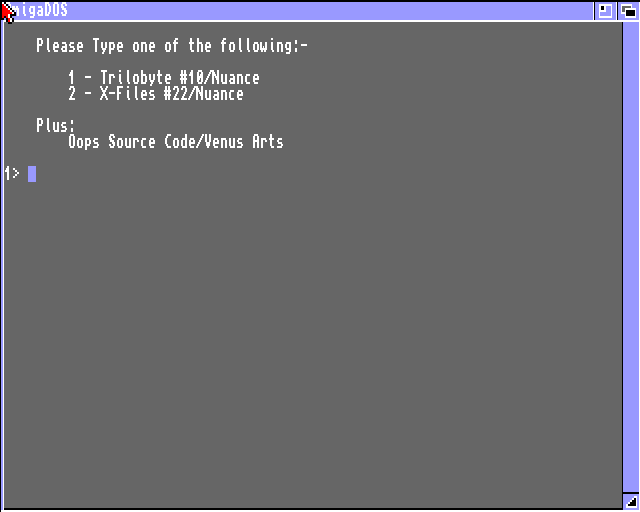 migaDOS
Please Type one of the following:-
1 - Trilobyte #10/Nuance
2 - X-Files #22/Nuance
Plus:
Oops Source Code/Venus Arts
1>